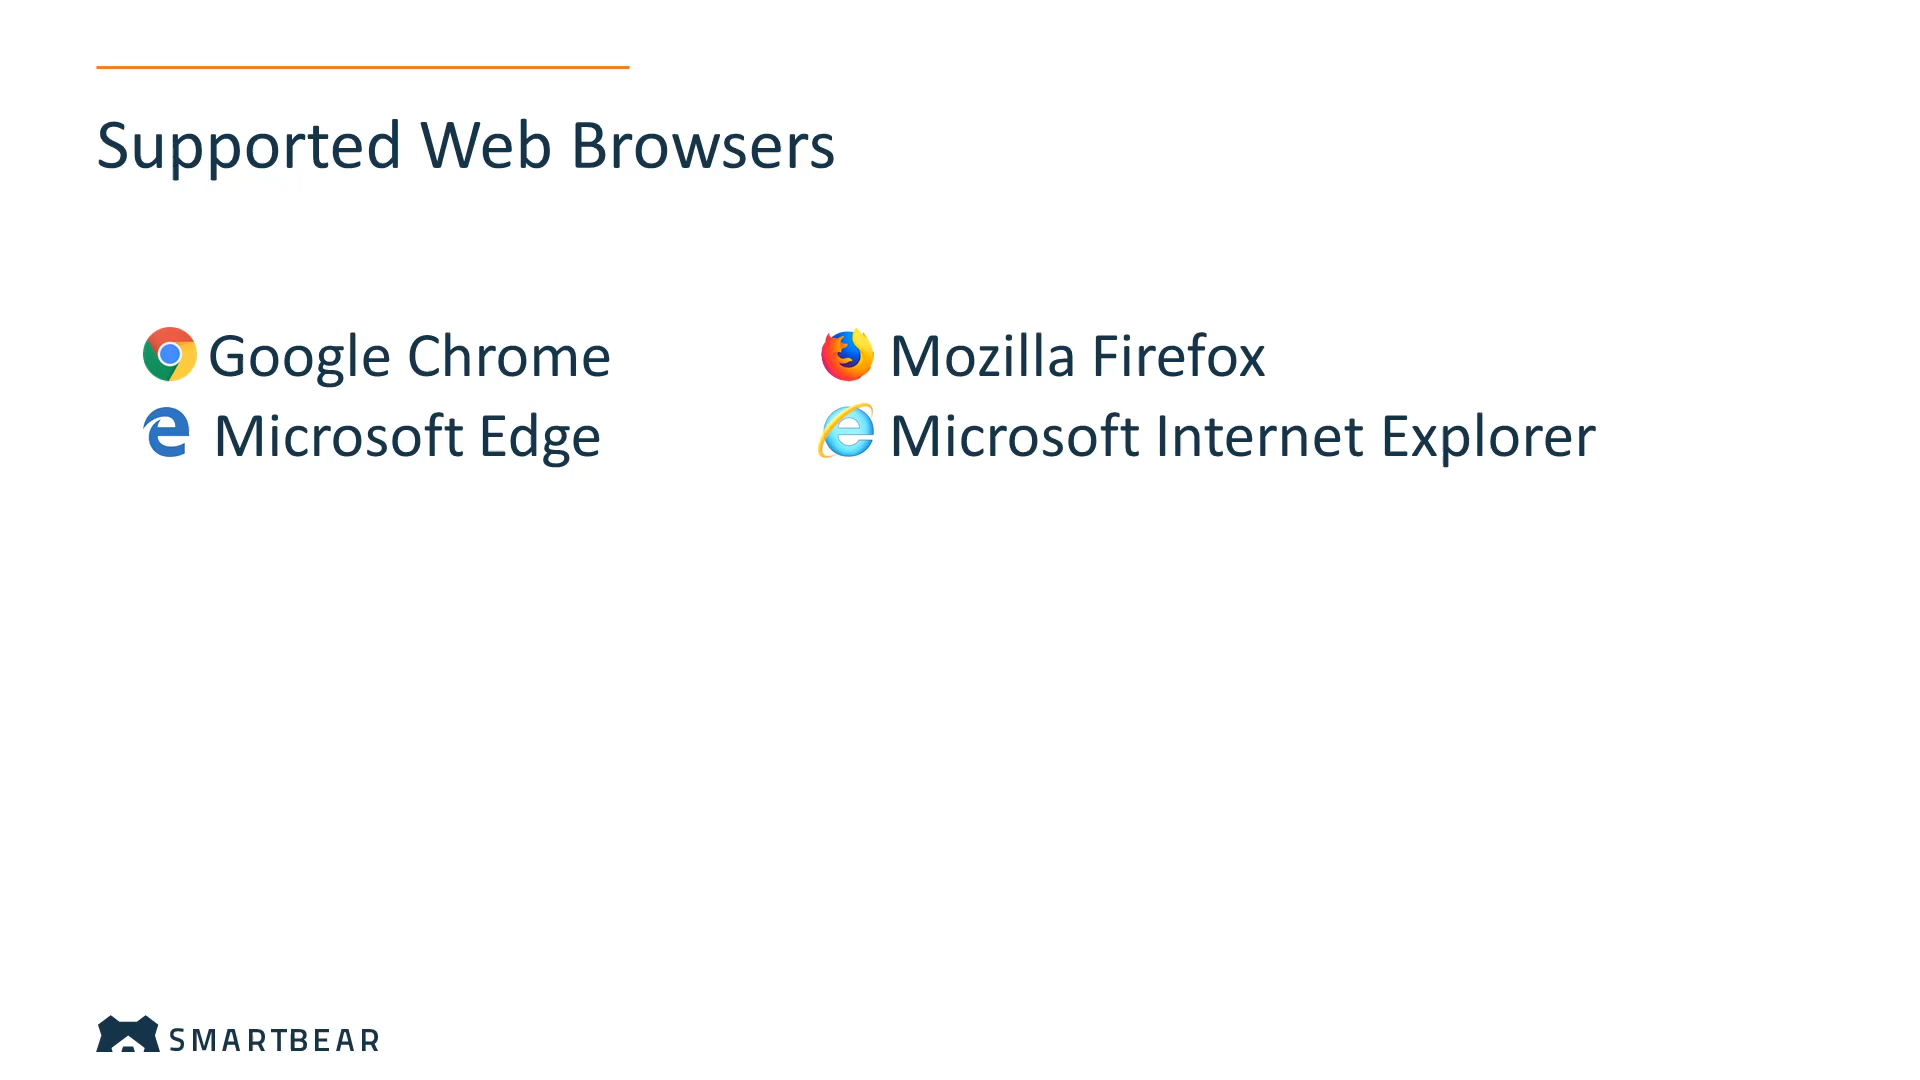 Supported Web Browsers
Google Chrome
Mozilla Firefox
Microsoft Edge
Microsoft Internet Explorer
SMARTBEAR